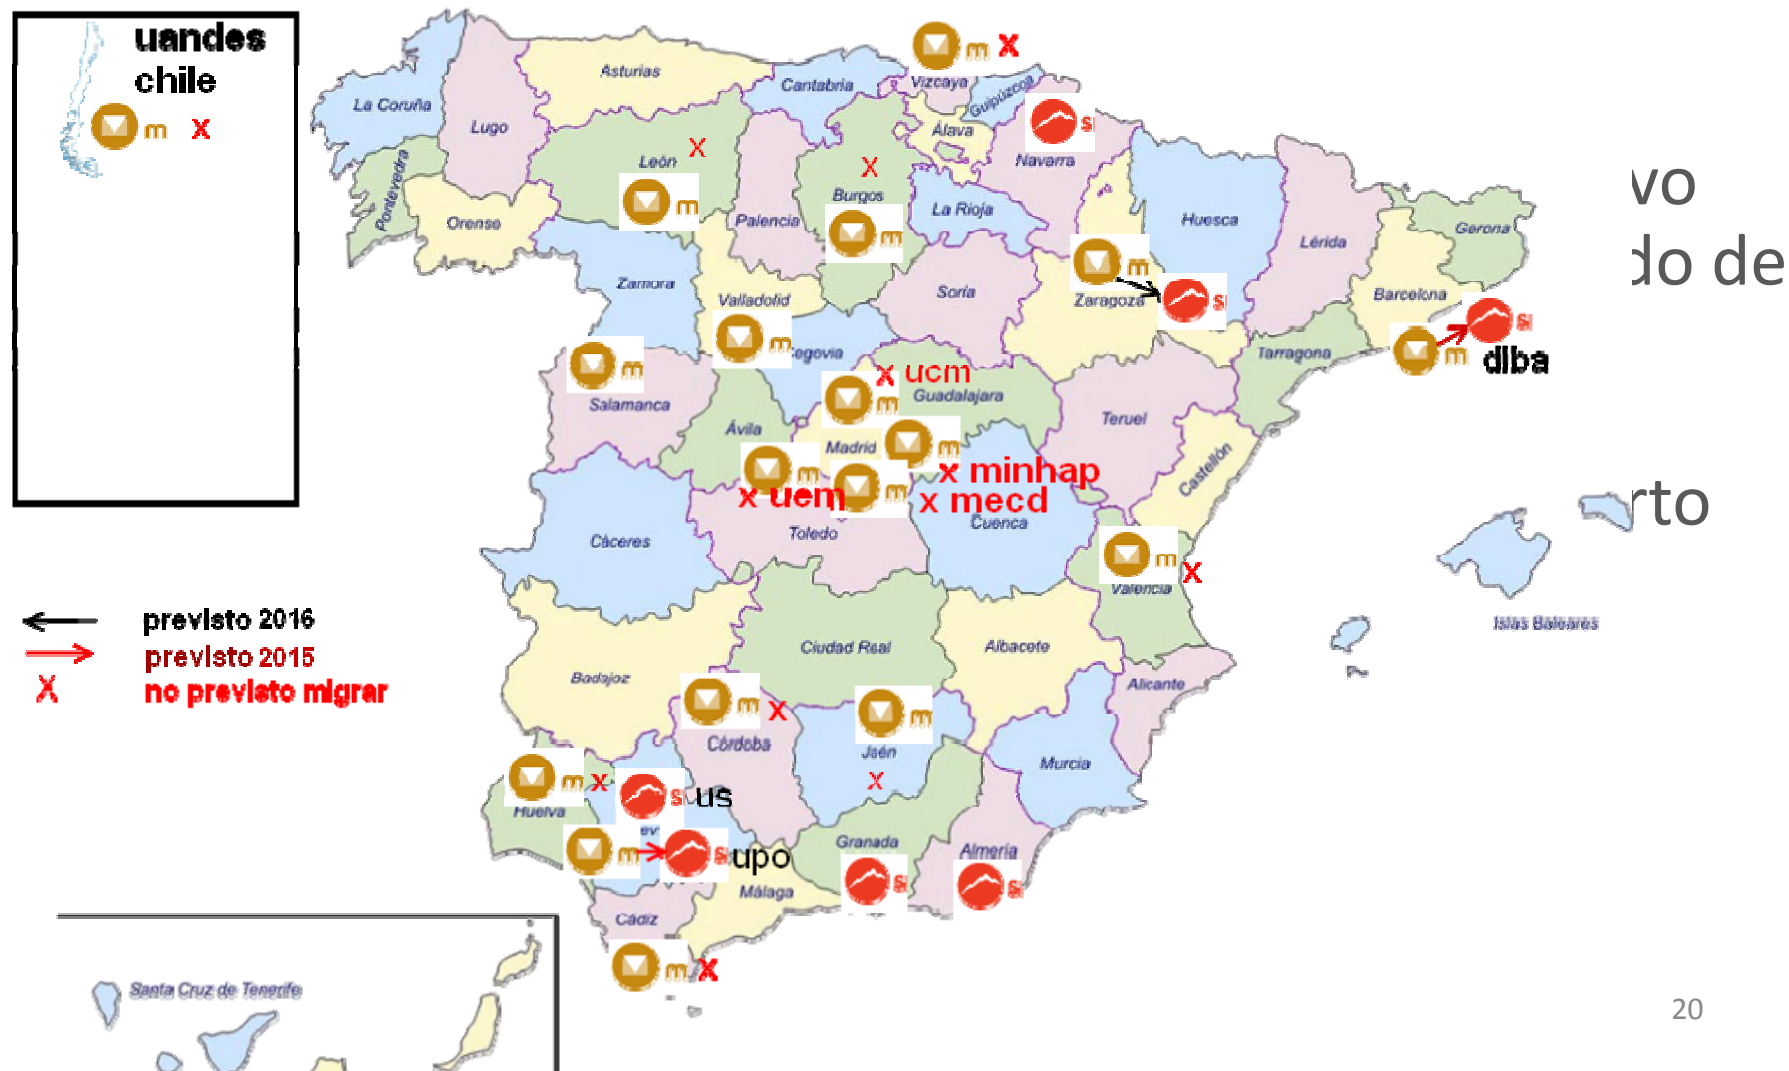 uandes
chile
m x
La Coruña
Lugo
Asturias
Cantabria
m x
Vizcaya
Guipúzcoa
Álava
Navarra
Pontevedra
Orense
León
x
m
Palencia
x
Burgos
m
La Rioja
Huesca
Lérida
Gerona
Barcelona
m
diba
Zamora
Valladolid
m
egovia
Soria
m
Zaragoza
Tarragona
m
Salamanca
Ávila
x ucm
m
Guadalajara
Madrid
m
m
x uem
m
x minhap
x mecd
Teruel
Castellón
Cáceres
Toledo
Cuenca
m
x
Valencia
Islas Baleares
previsto 2016
previsto 2015
x no previsto migrar
Badajoz
Ciudad Real
Albacete
Alicante
m x
Córdoba
m
Jaén
x
Murcia
m x
Huelva
us
ev
m
upo
Granada
Almería
Málaga
Cádiz
m x
Santa Cruz de Tenerife
vo
do de
rto
20